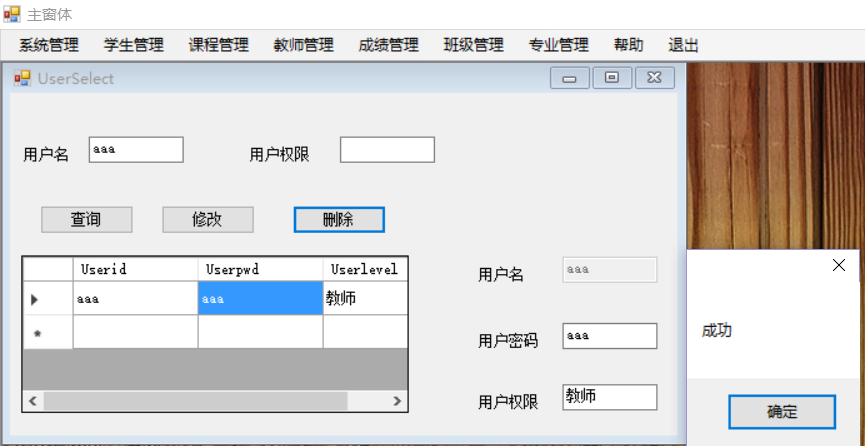 主窗体
系统管理 学生管理 课程管理 教师管理 成绩管理 班级管理 专业管理 帮助 退出
UserSelect
用户名 aaa 用户权限
查询 修改 删除
Userid Userpwd Userlevel
aaa aaa 教师
*
用户名 aaa
用户密码 aaa
用户权限 教师
成功
确定